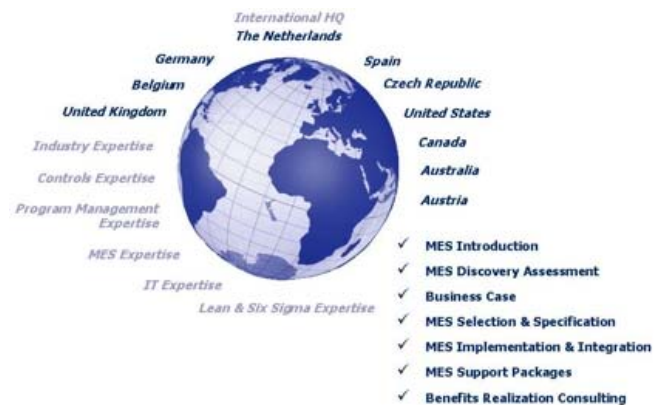 International HQ
The Netherlands
Germany
Belgium
United Kingdom
Industry Expertise
Controls Expertise
Program Management
Expertise
MES Expertise
IT Expertise
Lean & Six Sigma Expertise
Spain
Czech Republic
United States
Canada
Australia
Austria
✓ MES Introduction
✓ MES Discovery Assessment
✓ Business Case
✓ MES Selection & Specification
✓ MES Implementation & Integration
✓ MES Support Packages
✓ Benefits Realization Consulting